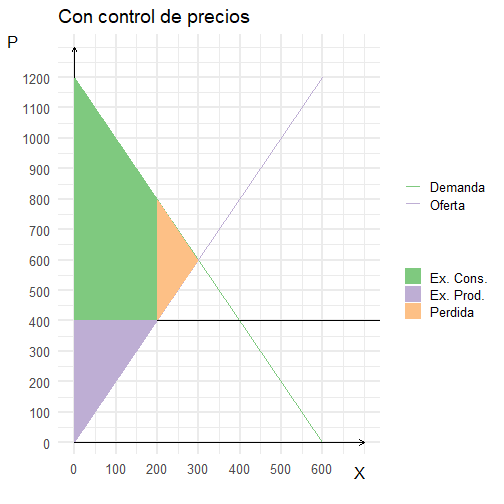 Con control de precios
P
1200
1100
1000
900
800
700
600
500
400
300
200
100
0
0 100 200 300 400 500 600
X
Demanda
Oferta
Ex. Cons.
Ex. Prod.
Perdida